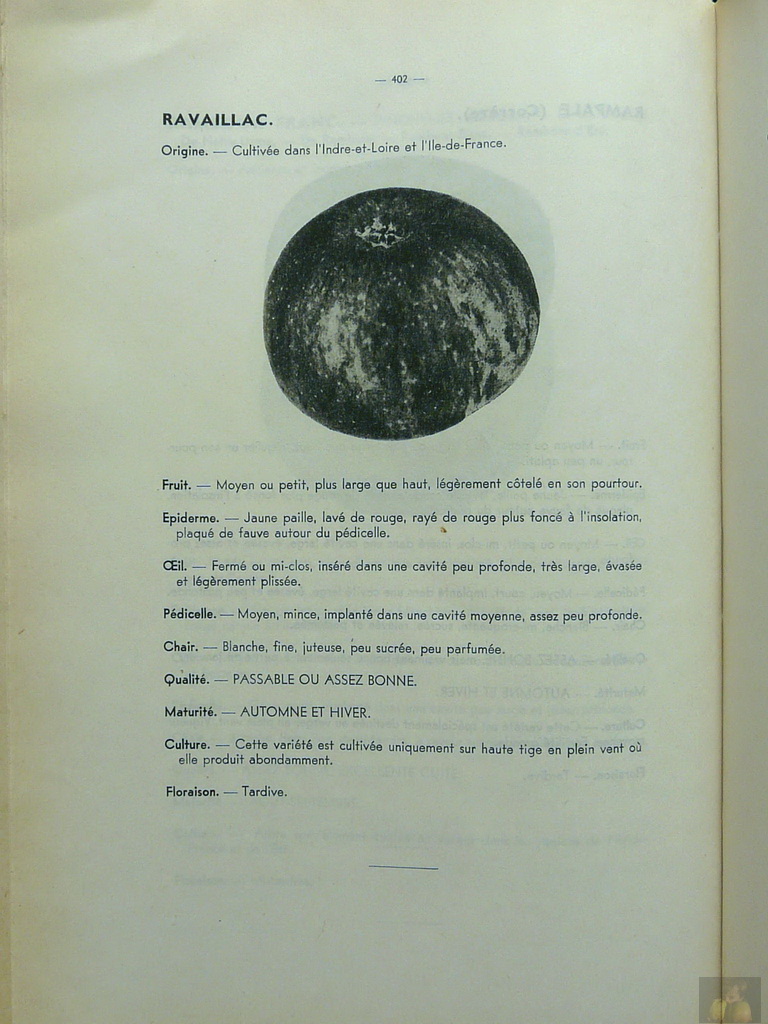 — 402 —
RAVAILLAC.
Origine. — Cultivée dans l'Indre-et-Loire et l'Ile-de-France.
Fruit. — Moyen ou petit, plus large que haut, légèrement côtelé en son pourtour.
Epiderme. — Jaune paille, lavé de rouge, rayé de rouge plus foncé à l'insolation,
plaqué de fauve autour du pédicelle.
Œil. — Fermé ou mi-clos, inséré dans une cavité peu profonde, très large, évasée
et légèrement plissée.
Pédicelle. — Moyen, mince, implanté dans une cavité moyenne, assez peu profonde.
Chair. — Blanche, fine, juteuse, peu sucrée, peu parfumée.
Qualité. — PASSABLE OU ASSEZ BONNE.
Maturité. — AUTOMNE ET HIVER.
Culture. — Cette variété est cultivée uniquement sur haute tige en plein vent où
elle produit abondamment.
Floraison. — Tardive.